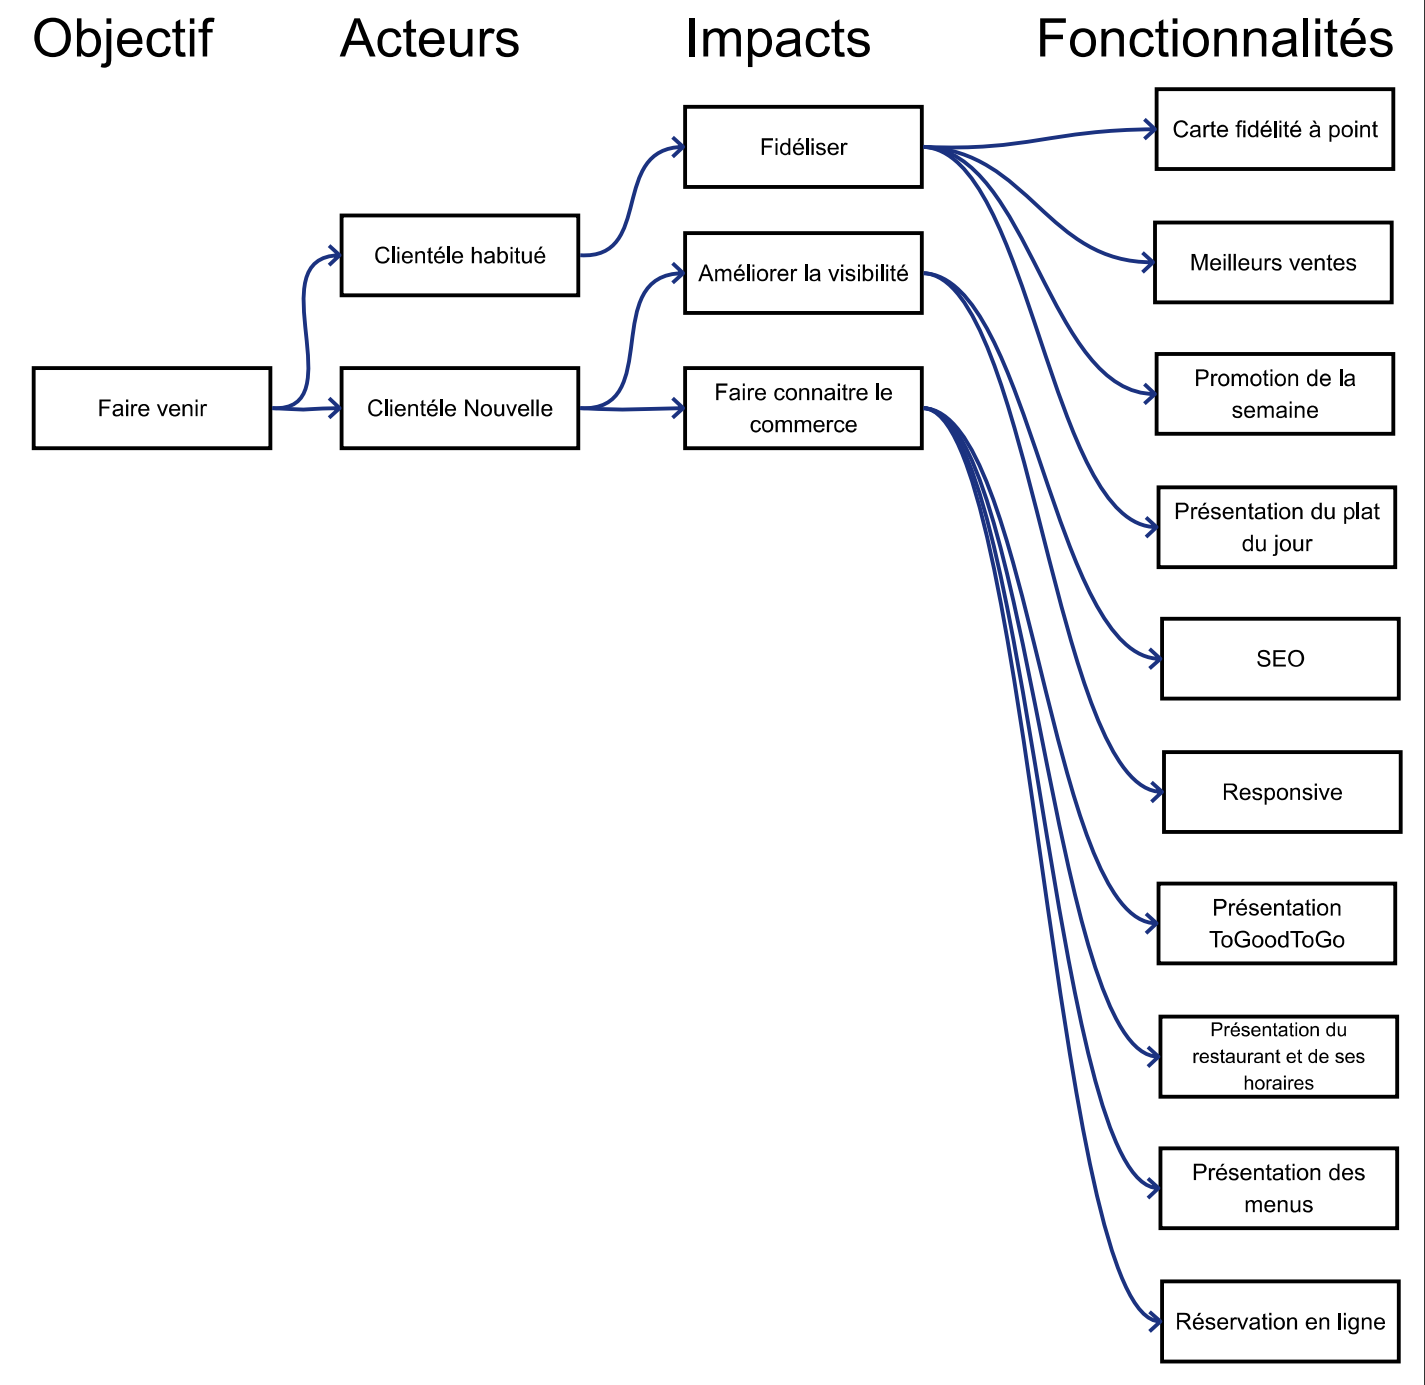 Objectif
Acteurs
Impacts
Fonctionnalités
Faire venir
Clientéle habitué
Clientéle Nouvelle
Fidéliser
Améliorer la visibilité
Faire connaitre le
commerce
Carte fidélité à point
Meilleurs ventes
Promotion de la
semaine
Présentation du plat
du jour
SEO
Responsive
Présentation
ToGoodToGo
Présentation du
restaurant et de ses
horaires
Présentation des
menus
Réservation en ligne